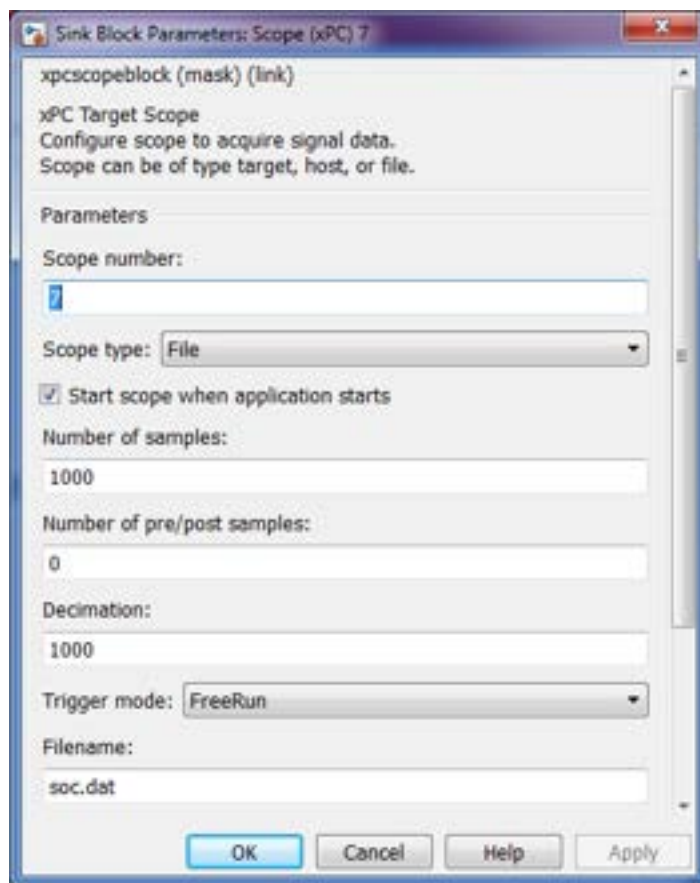 Sink Block Parameters: Scope (xPC) 7
xpcscopeblock (mask) (link)
xPC Target Scope
Configure scope to acquire signal data.
Scope can be of type target, host, or file.
Parameters
Scope number:
7
Scope type: File
Start scope when application starts
Number of samples:
1000
Number of pre/post samples:
0
Decimation:
1000
Trigger mode: FreeRun
Filename:
soc.dat
OK Cancel Help Apply